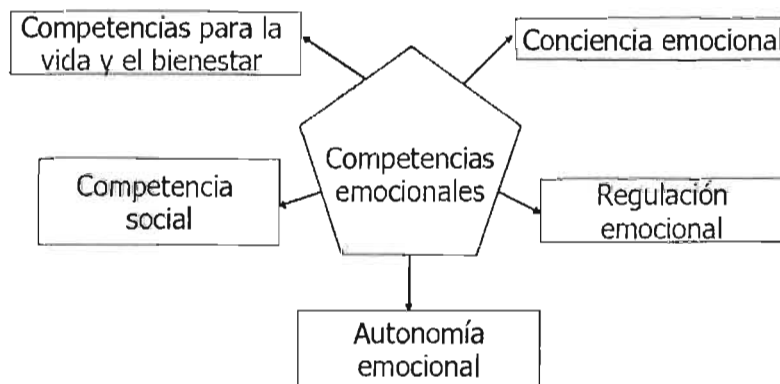 Competencias para la
vida y el bienestar
Conciencia emocional
Competencias
emocionales
Competencia
social
Regulación
emocional
Autonomía
emocional